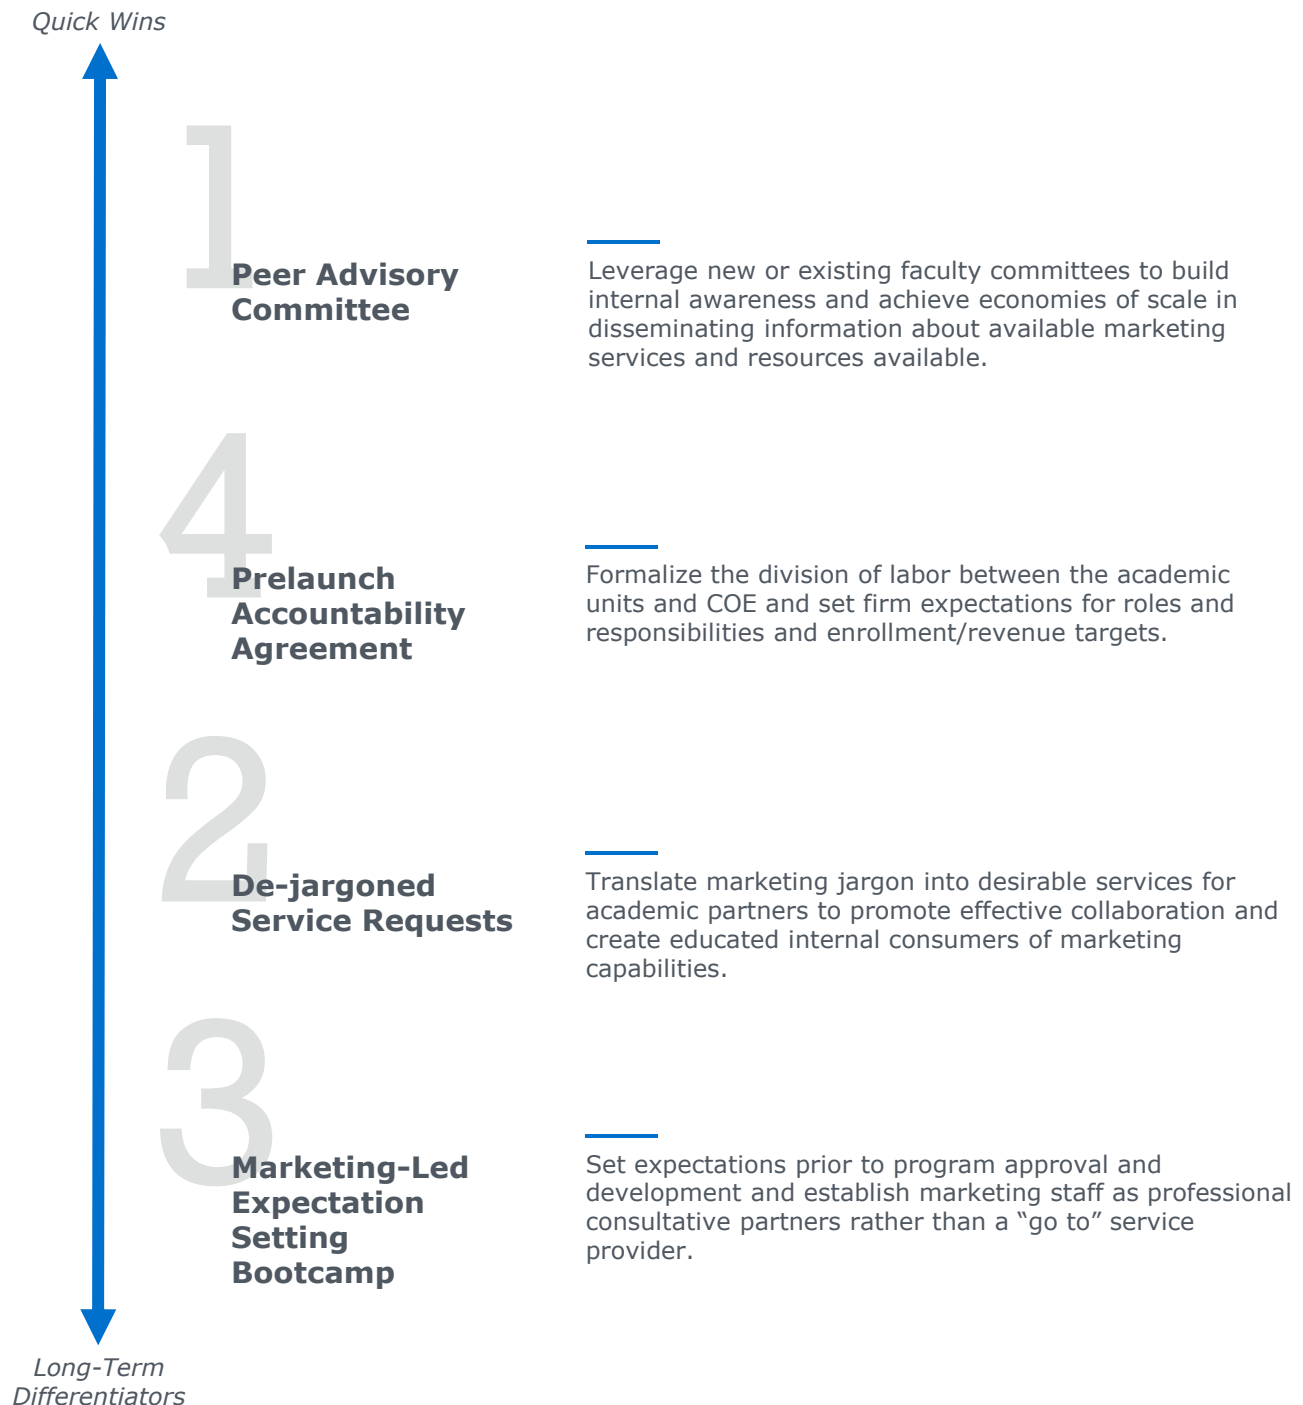 Quick Wins
1
Peer Advisory
Committee
Leverage new or existing faculty committees to build
internal awareness and achieve economies of scale in
disseminating information about available marketing
services and resources available.
4
Prelaunch
Accountability
Agreement
Formalize the division of labor between the academic
units and COE and set firm expectations for roles and
responsibilities and enrollment/revenue targets.
2
De-jargoned
Service Requests
Translate marketing jargon into desirable services for
academic partners to promote effective collaboration and
create educated internal consumers of marketing
capabilities.
3
Marketing-Led
Expectation
Setting
Bootcamp
Set expectations prior to program approval and
development and establish marketing staff as professional
consultative partners rather than a “go to” service
provider.
Long-Term
Differentiators